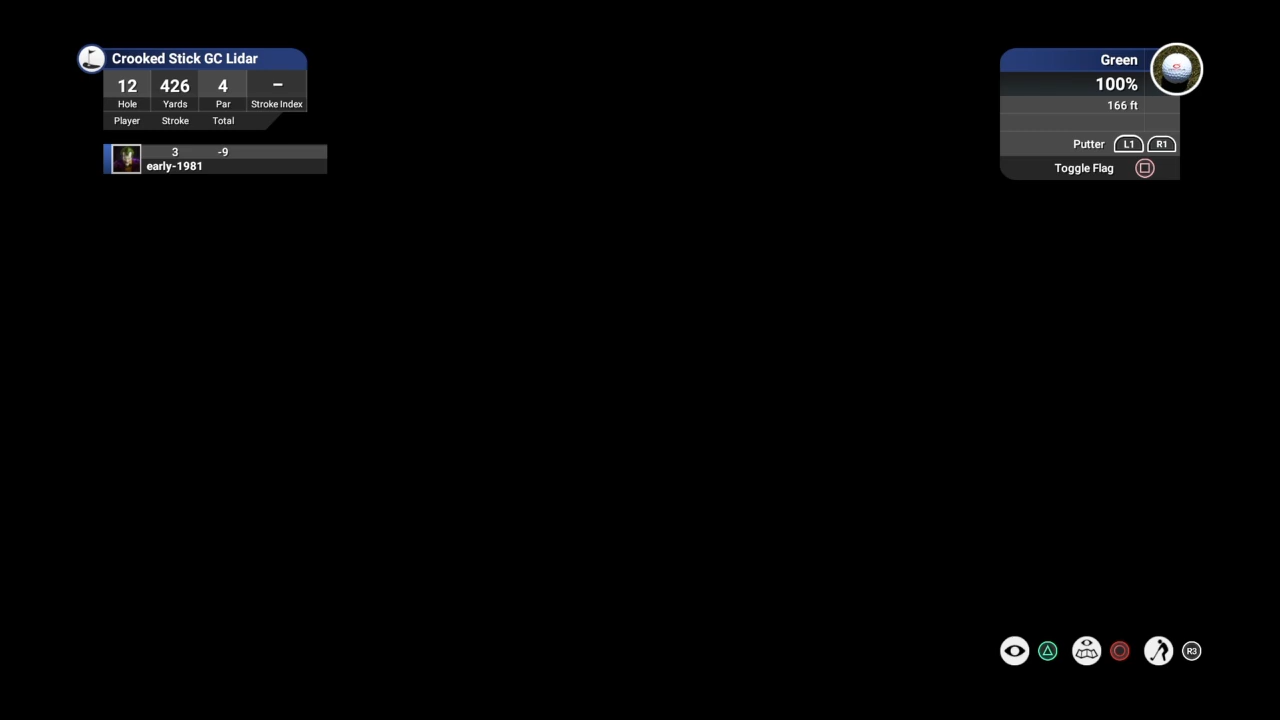 Crooked Stick GC Lidar
12 426 4 –
Hole Yards Par Stroke Index
Player Stroke Total
3 -9
early-1981
Green
100%
166 ft
Putter L1 R1
Toggle Flag
R3